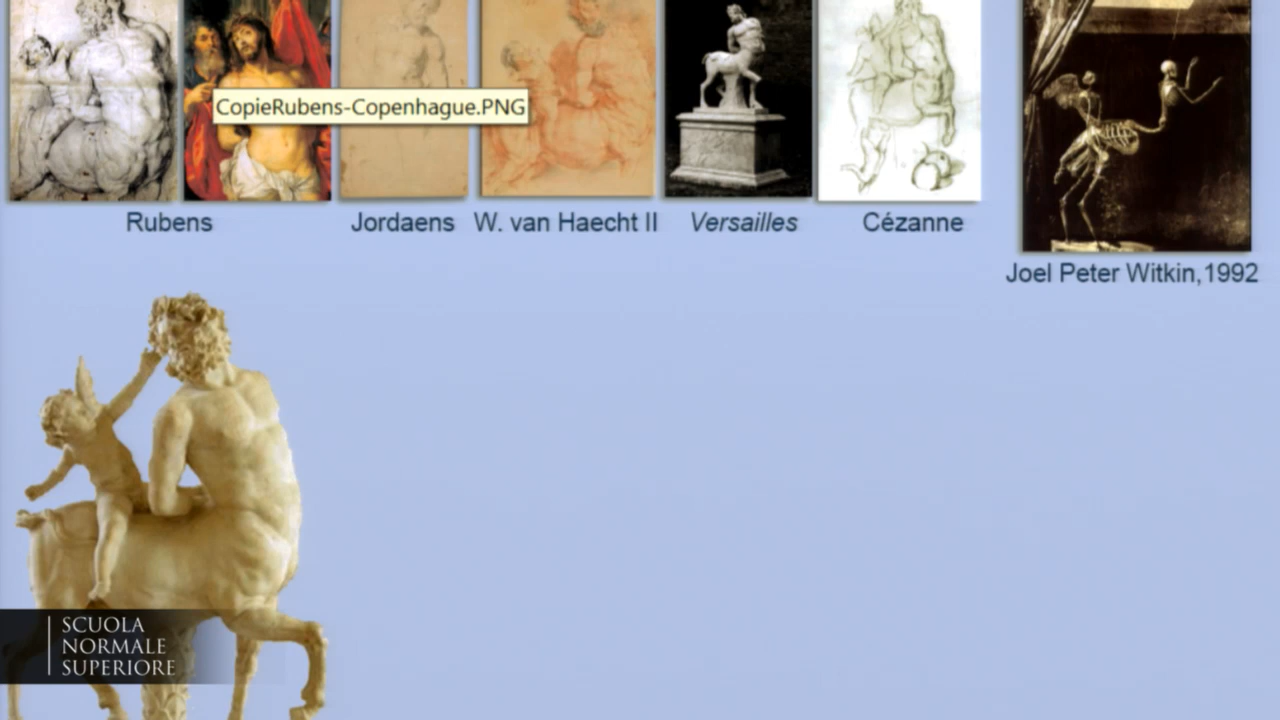 CopieRubens-Copenhague.PNG
Rubens
Jordaens
W. van Haecht II
Versailles
Cézanne
Joel Peter Witkin,1992
SCUOLA
NORMALE
SUPERIORE